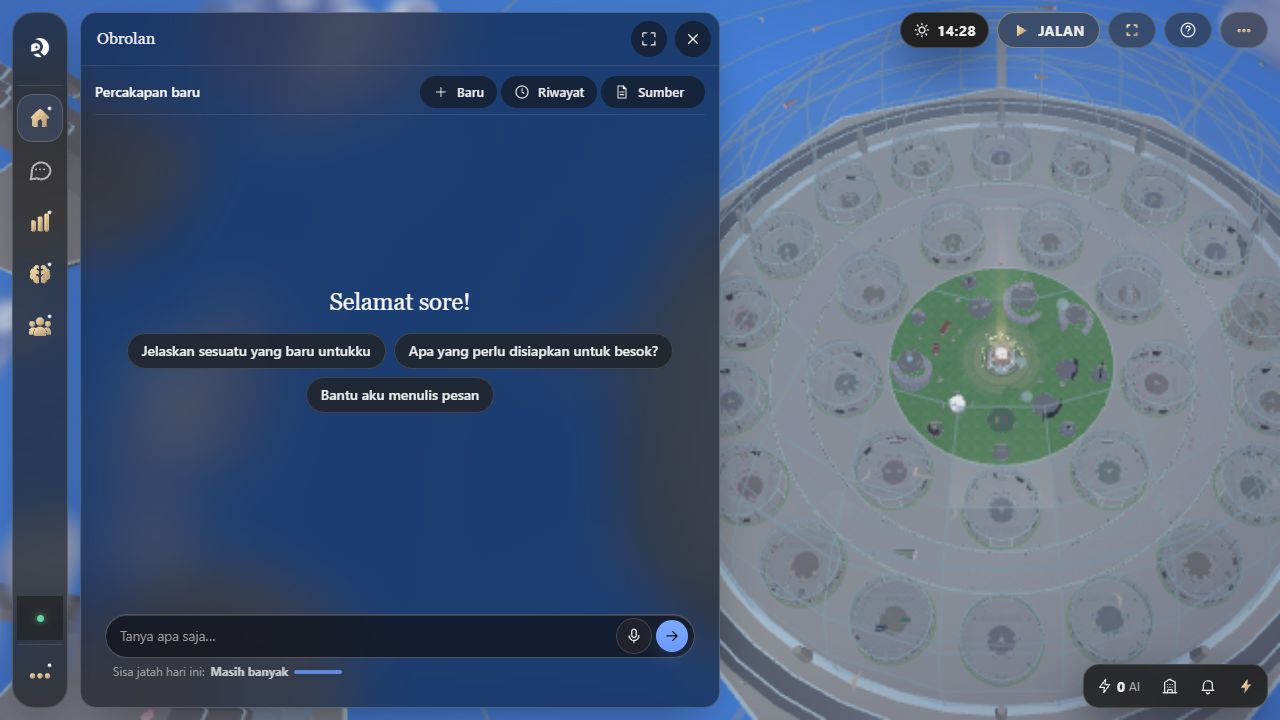 Obrolan
14:28
JALAN
Percakapan baru
Baru
Riwayat
Sumber
Selamat sore!
Jelaskan sesuatu yang baru untukku
Apa yang perlu disiapkan untuk besok?
Bantu aku menulis pesan
Tanya apa saja...
Sisa jatah hari ini: Masih banyak
0 AI